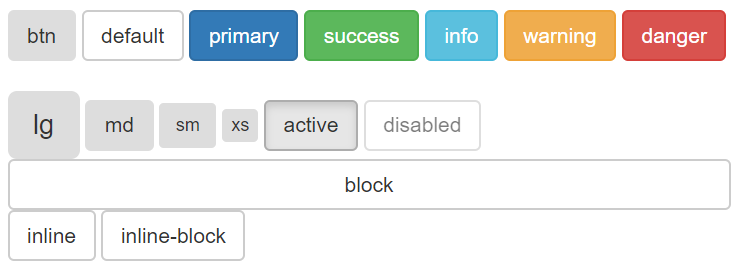 btn default primary success info warning danger
lg md sm xs active disabled
block
inline inline-block